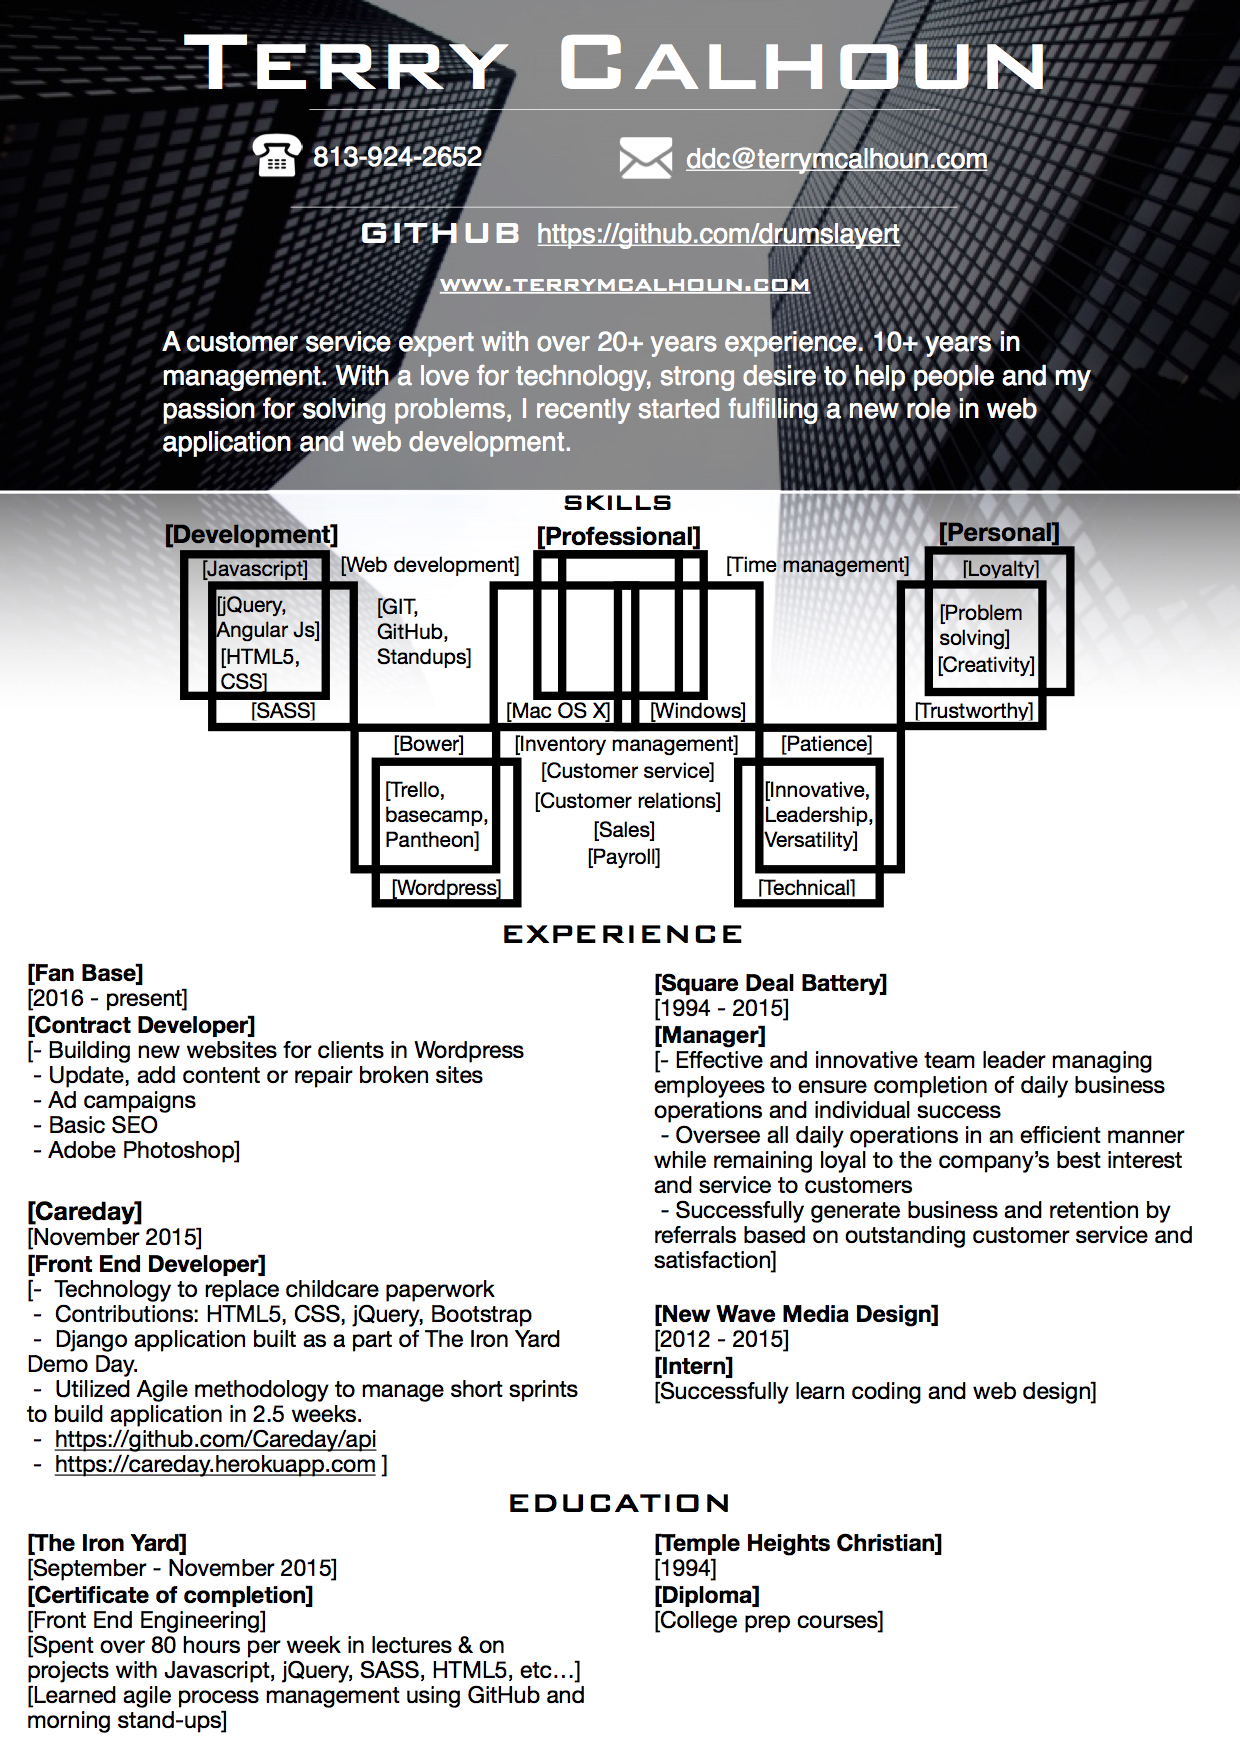 Terry Calhoun
813-924-2652
ddc@terrymcalhoun.com
GITHUB https://github.com/drumslayert
www.terrymcalhoun.com
A customer service expert with over 20+ years experience. 10+ years in
management. With a love for technology, strong desire to help people and my
passion for solving problems, I recently started fulfilling a new role in web
application and web development.
SKILLS
[Development]
[Javascript]
[jQuery,
Angular Js]
[HTML5,
CSS]
[SASS]
[Web development]
[GIT,
GitHub,
Standups]
[Bower]
[Trello,
basecamp,
Pantheon]
[Wordpress]
[Professional]
[Mac OS X]
[Windows]
[Inventory management]
[Customer service]
[Customer relations]
[Sales]
[Payroll]
[Time management]
[Personal]
[Loyalty]
[Problem
solving]
[Creativity]
[Trustworthy]
[Patience]
[Innovative,
Leadership,
Versatility]
[Technical]
EXPERIENCE
[Fan Base]
[2016 - present]
[Contract Developer]
[- Building new websites for clients in Wordpress
- Update, add content or repair broken sites
- Ad campaigns
- Basic SEO
- Adobe Photoshop]
[Careday]
[November 2015]
[Front End Developer]
[- Technology to replace childcare paperwork
- Contributions: HTML5, CSS, jQuery, Bootstrap
- Django application built as a part of The Iron Yard
Demo Day.
- Utilized Agile methodology to manage short sprints
to build application in 2.5 weeks.
- https://github.com/Careday/api
- https://careday.herokuapp.com ]
[Square Deal Battery]
[1994 - 2015]
[Manager]
[- Effective and innovative team leader managing
employees to ensure completion of daily business
operations and individual success
- Oversee all daily operations in an efficient manner
while remaining loyal to the company’s best interest
and service to customers
- Successfully generate business and retention by
referrals based on outstanding customer service and
satisfaction]
[New Wave Media Design]
[2012 - 2015]
[Intern]
[Successfully learn coding and web design]
EDUCATION
[The Iron Yard]
[September - November 2015]
[Certificate of completion]
[Front End Engineering]
[Spent over 80 hours per week in lectures & on
projects with Javascript, jQuery, SASS, HTML5, etc…]
[Learned agile process management using GitHub and
morning stand-ups]
[Temple Heights Christian]
[1994]
[Diploma]
[College prep courses]